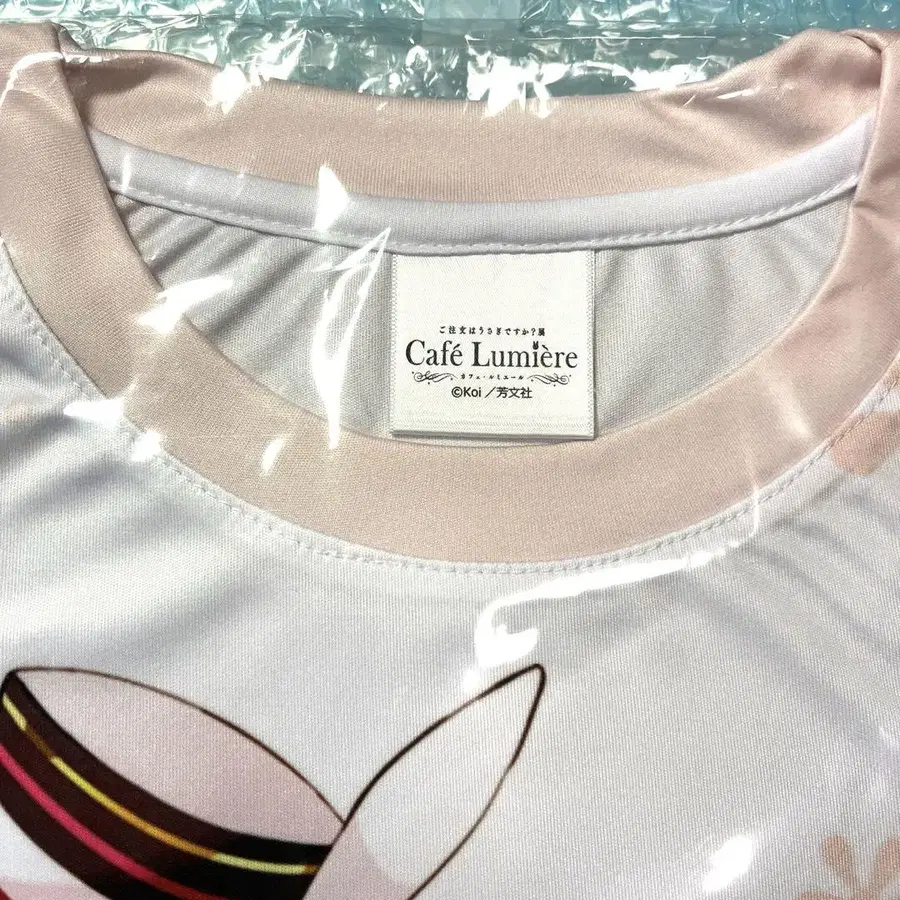 ご注文はうさぎですか?展
Café Lumière
カフェ・ルミエール
©Koi／芳文社